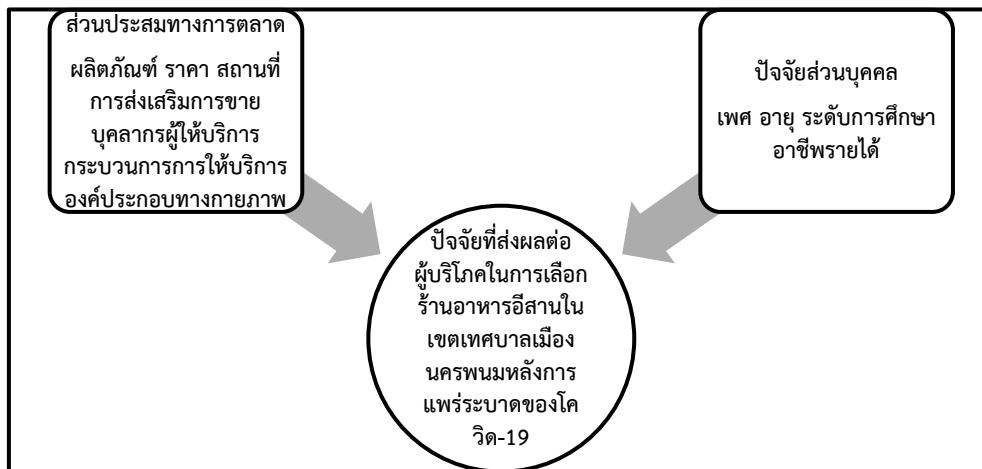 ส่วนประสมทางการตลาด
ผลิตภัณฑ์ ราคา สถานที่
การส่งเสริมการขาย
บุคลากรผู้ให้บริการ
กระบวนการการให้บริการ
องค์ประกอบทางกายภาพ
ปัจจัยส่วนบุคคล
เพศ อายุ ระดับการศึกษา
อาชีพรายได้
ปัจจัยที่ส่งผลต่อ
ผู้บริโภคในการเลือก
ร้านอาหารอีสานใน
เขตเทศบาลเมือง
นครพนมหลังการ
แพร่ระบาดของโค
วิด-19